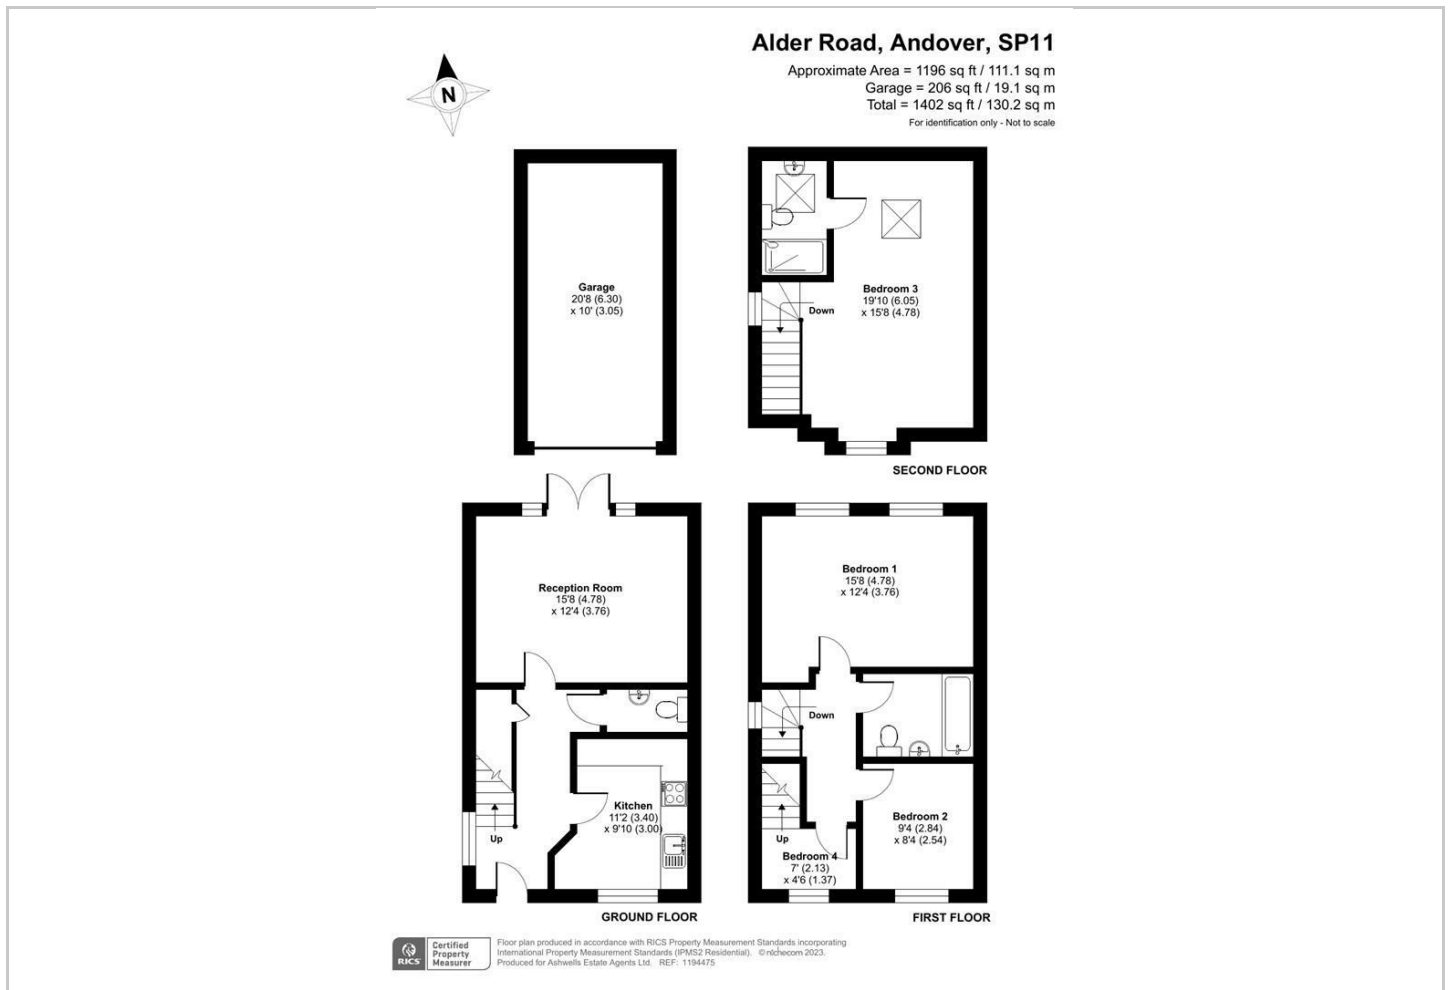 Alder Road, Andover, SP11
Approximate Area = 1196 sq ft / 111.1 sq m
Garage = 206 sq ft / 19.1 sq m
Total = 1402 sq ft / 130.2 sq m
For identification only - Not to scale
N
Garage
20'8 (6.30)
x 10' (3.05)
Bedroom 3
19'10 (6.05)
x 15'8 (4.78)
Down
SECOND FLOOR
Reception Room
15'8 (4.78)
x 12'4 (3.76)
Kitchen
11'2 (3.40)
x 9'10 (3.00)
Up
GROUND FLOOR
Bedroom 1
15'8 (4.78)
x 12'4 (3.76)
Down
Bedroom 2
9'4 (2.84)
x 8'4 (2.54)
Up
Bedroom 4
7' (2.13)
x 4'6 (1.37)
FIRST FLOOR
RICS
Certified
Property
Measurer
Floor plan produced in accordance with RICS Property Measurement Standards incorporating
International Property Measurement Standards (IPMS2 Residential). © nichecom 2023.
Produced for Ashwells Estate Agents Ltd. REF: 1194475